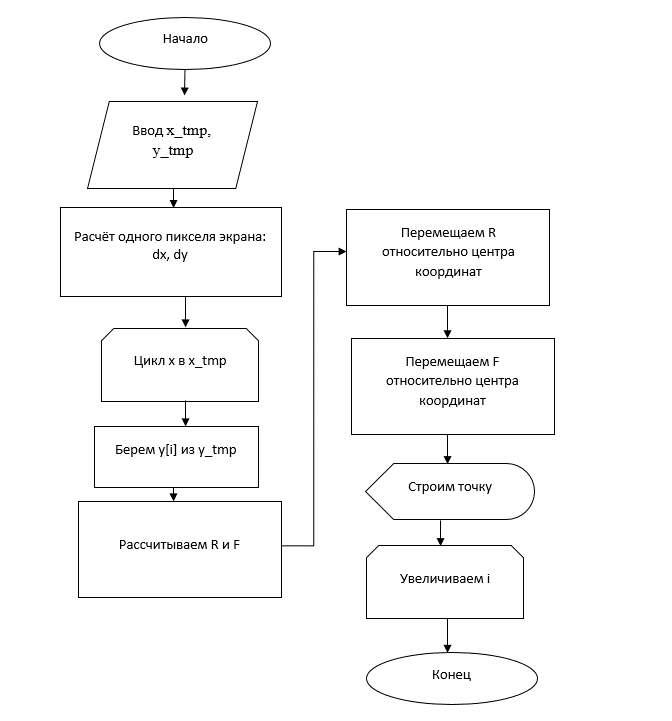 Начало
Ввод x_tmp,
y_tmp
Расчёт одного пикселя экрана:
dx, dy
Цикл x в x_tmp
Берем y[i] из y_tmp
Рассчитываем R и F
Перемещаем R
относительно центра
координат
Перемещаем F
относительно центра
координат
Строим точку
Увеличиваем i
Конец